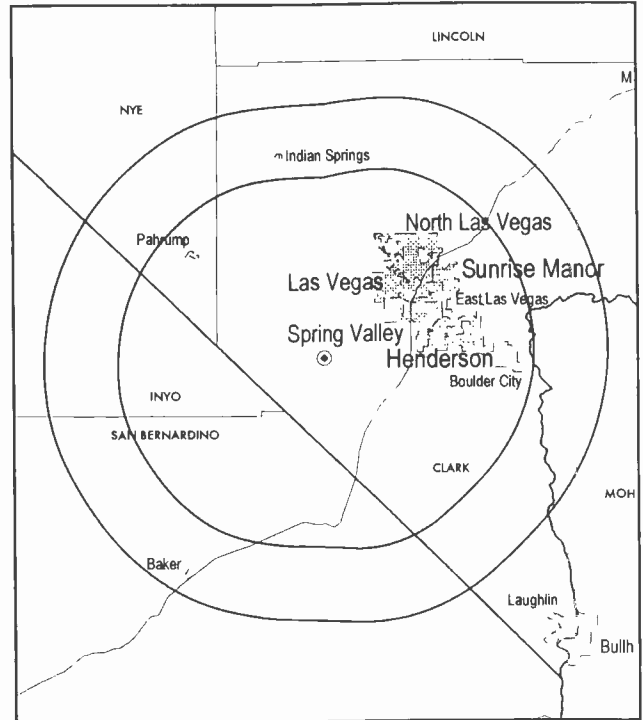 LINCOLN
M
NYE
Indian Springs
North Las Vegas
Pahrump
Sunrise Manor
Las Vegas
East Las Vegas
Spring Valley
Henderson
Boulder City
INYO
SAN BERNARDINO
CLARK
MOH
Baker
Laughlin
Bullh